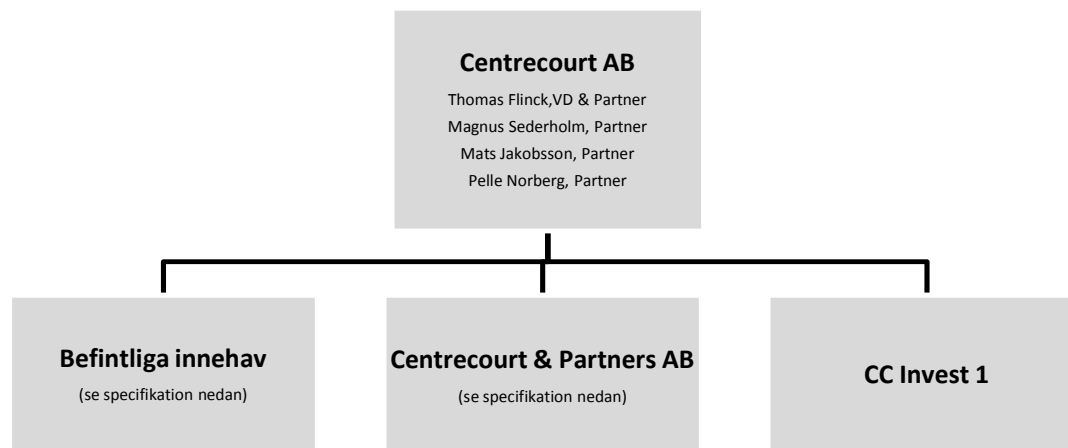 Centrecourt AB
Thomas Flinck,VD & Partner
Magnus Sederholm, Partner
Mats Jakobsson, Partner
Pelle Norberg, Partner
Befintliga innehav
(se specifikation nedan)
Centrecourt & Partners AB
(se specifikation nedan)
CC Invest 1